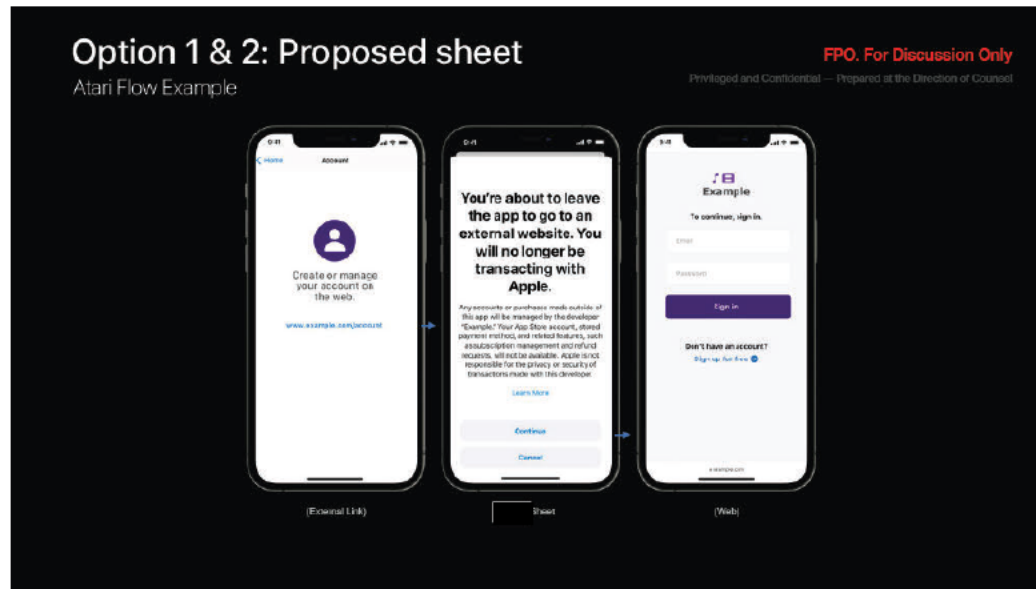 Option 1 & 2: Proposed sheet
Atari Flow Example
FPO. For Discussion Only
Privileged and Confidential — Prepared at the Direction of Counsel
9:41
Home
Account
Create or manage
your account on
the web.
www.example.com/account
(External Link)
9:41
You're about to leave
the app to go to an
external website. You
will no longer be
transacting with
Apple.
Any accounts or purchases made outside of
this app will be managed by the developer
"Example." Your App Store account, stored
payment method, and related features, such
as subscription management and refund
requests, will not be available. Apple is not
responsible for the privacy or security of
transactions made with this developer.
Learn More
Continue
Cancel
Sheet
9:41
Example
To continue, sign in.
Email
Password
Sign in
Don't have an account?
Sign up for free
example.com
(Web)